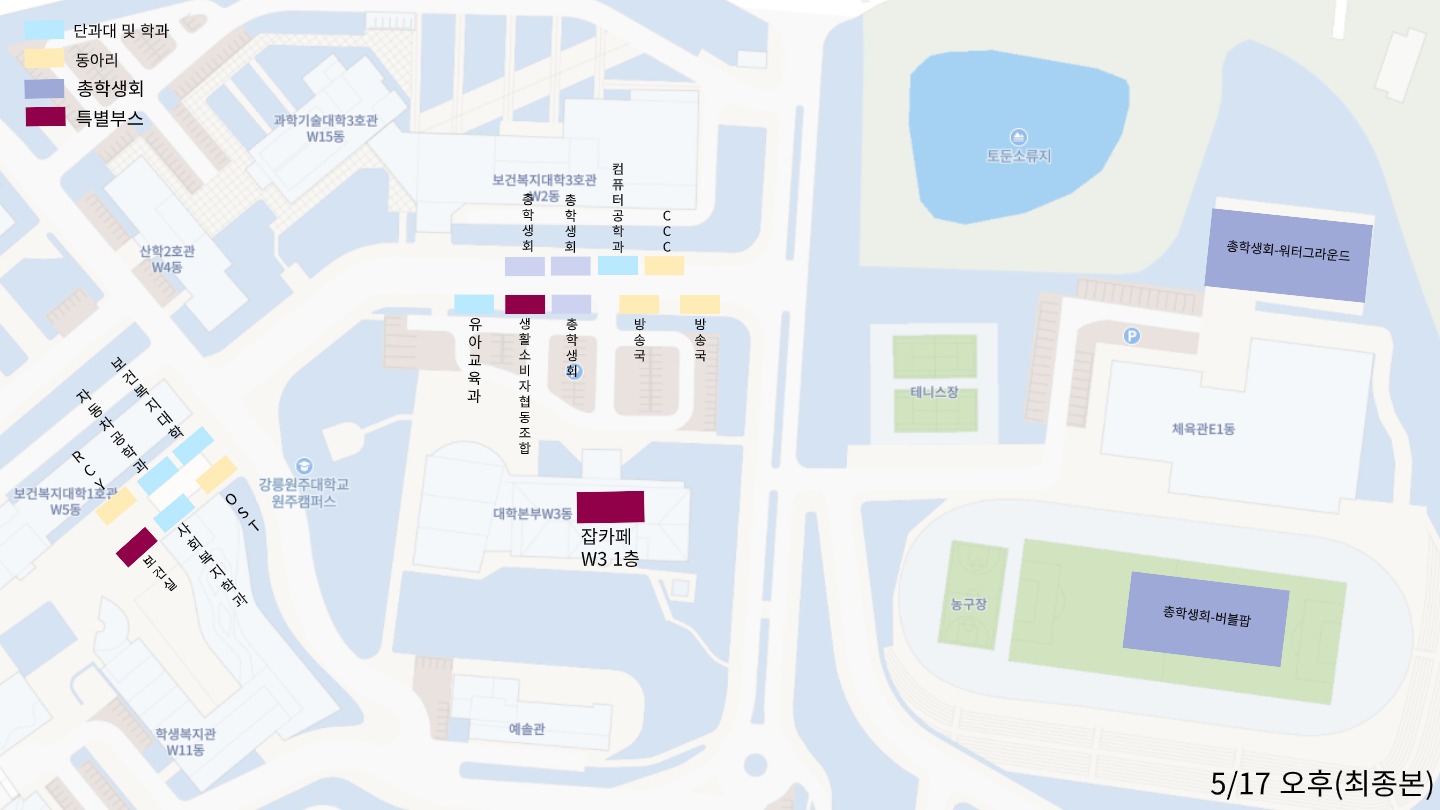 단과대 및 학과
동아리
총학생회
특별부스
과학기술대학3호관
W15동
보건복지대학3호관
W2동
산학2호관
W4동
토둔소류지
총학생회
총학생회
컴퓨터공학과
CCC
유아교육과
생활소비자협동조합
총학생회
방송국
방송국
총학생회-워터그라운드
P
테니스장
체육관E1동
보건복지대학
자동차공학과
RCY
OST
사회복지학과
보건실
보건복지대학1호관
W5동
강릉원주대학교
원주캠퍼스
대학본부W3동
잡카페
W3 1층
농구장
총학생회-버블팝
예술관
학생복지관
W11동
5/17 오후(최종본)